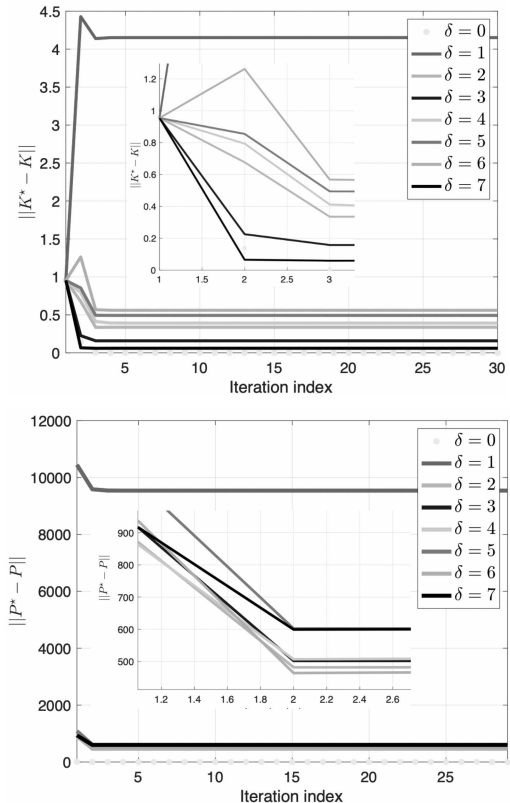 4.5
4
3.5
3
2.5
2
1.5
1
0.5
0
||K* − K||
5
10
15
20
25
30
Iteration index
δ = 0
δ = 1
δ = 2
δ = 3
δ = 4
δ = 5
δ = 6
δ = 7
1.2
1
0.8
0.6
0.4
0.2
0
||K* − K||
1
1.5
2
2.5
3
12000
10000
8000
6000
4000
2000
0
||P* − P||
5
10
15
20
25
Iteration index
δ = 0
δ = 1
δ = 2
δ = 3
δ = 4
δ = 5
δ = 6
δ = 7
900
800
700
600
500
||P* − P||
1.2
1.4
1.6
1.8
2
2.2
2.4
2.6